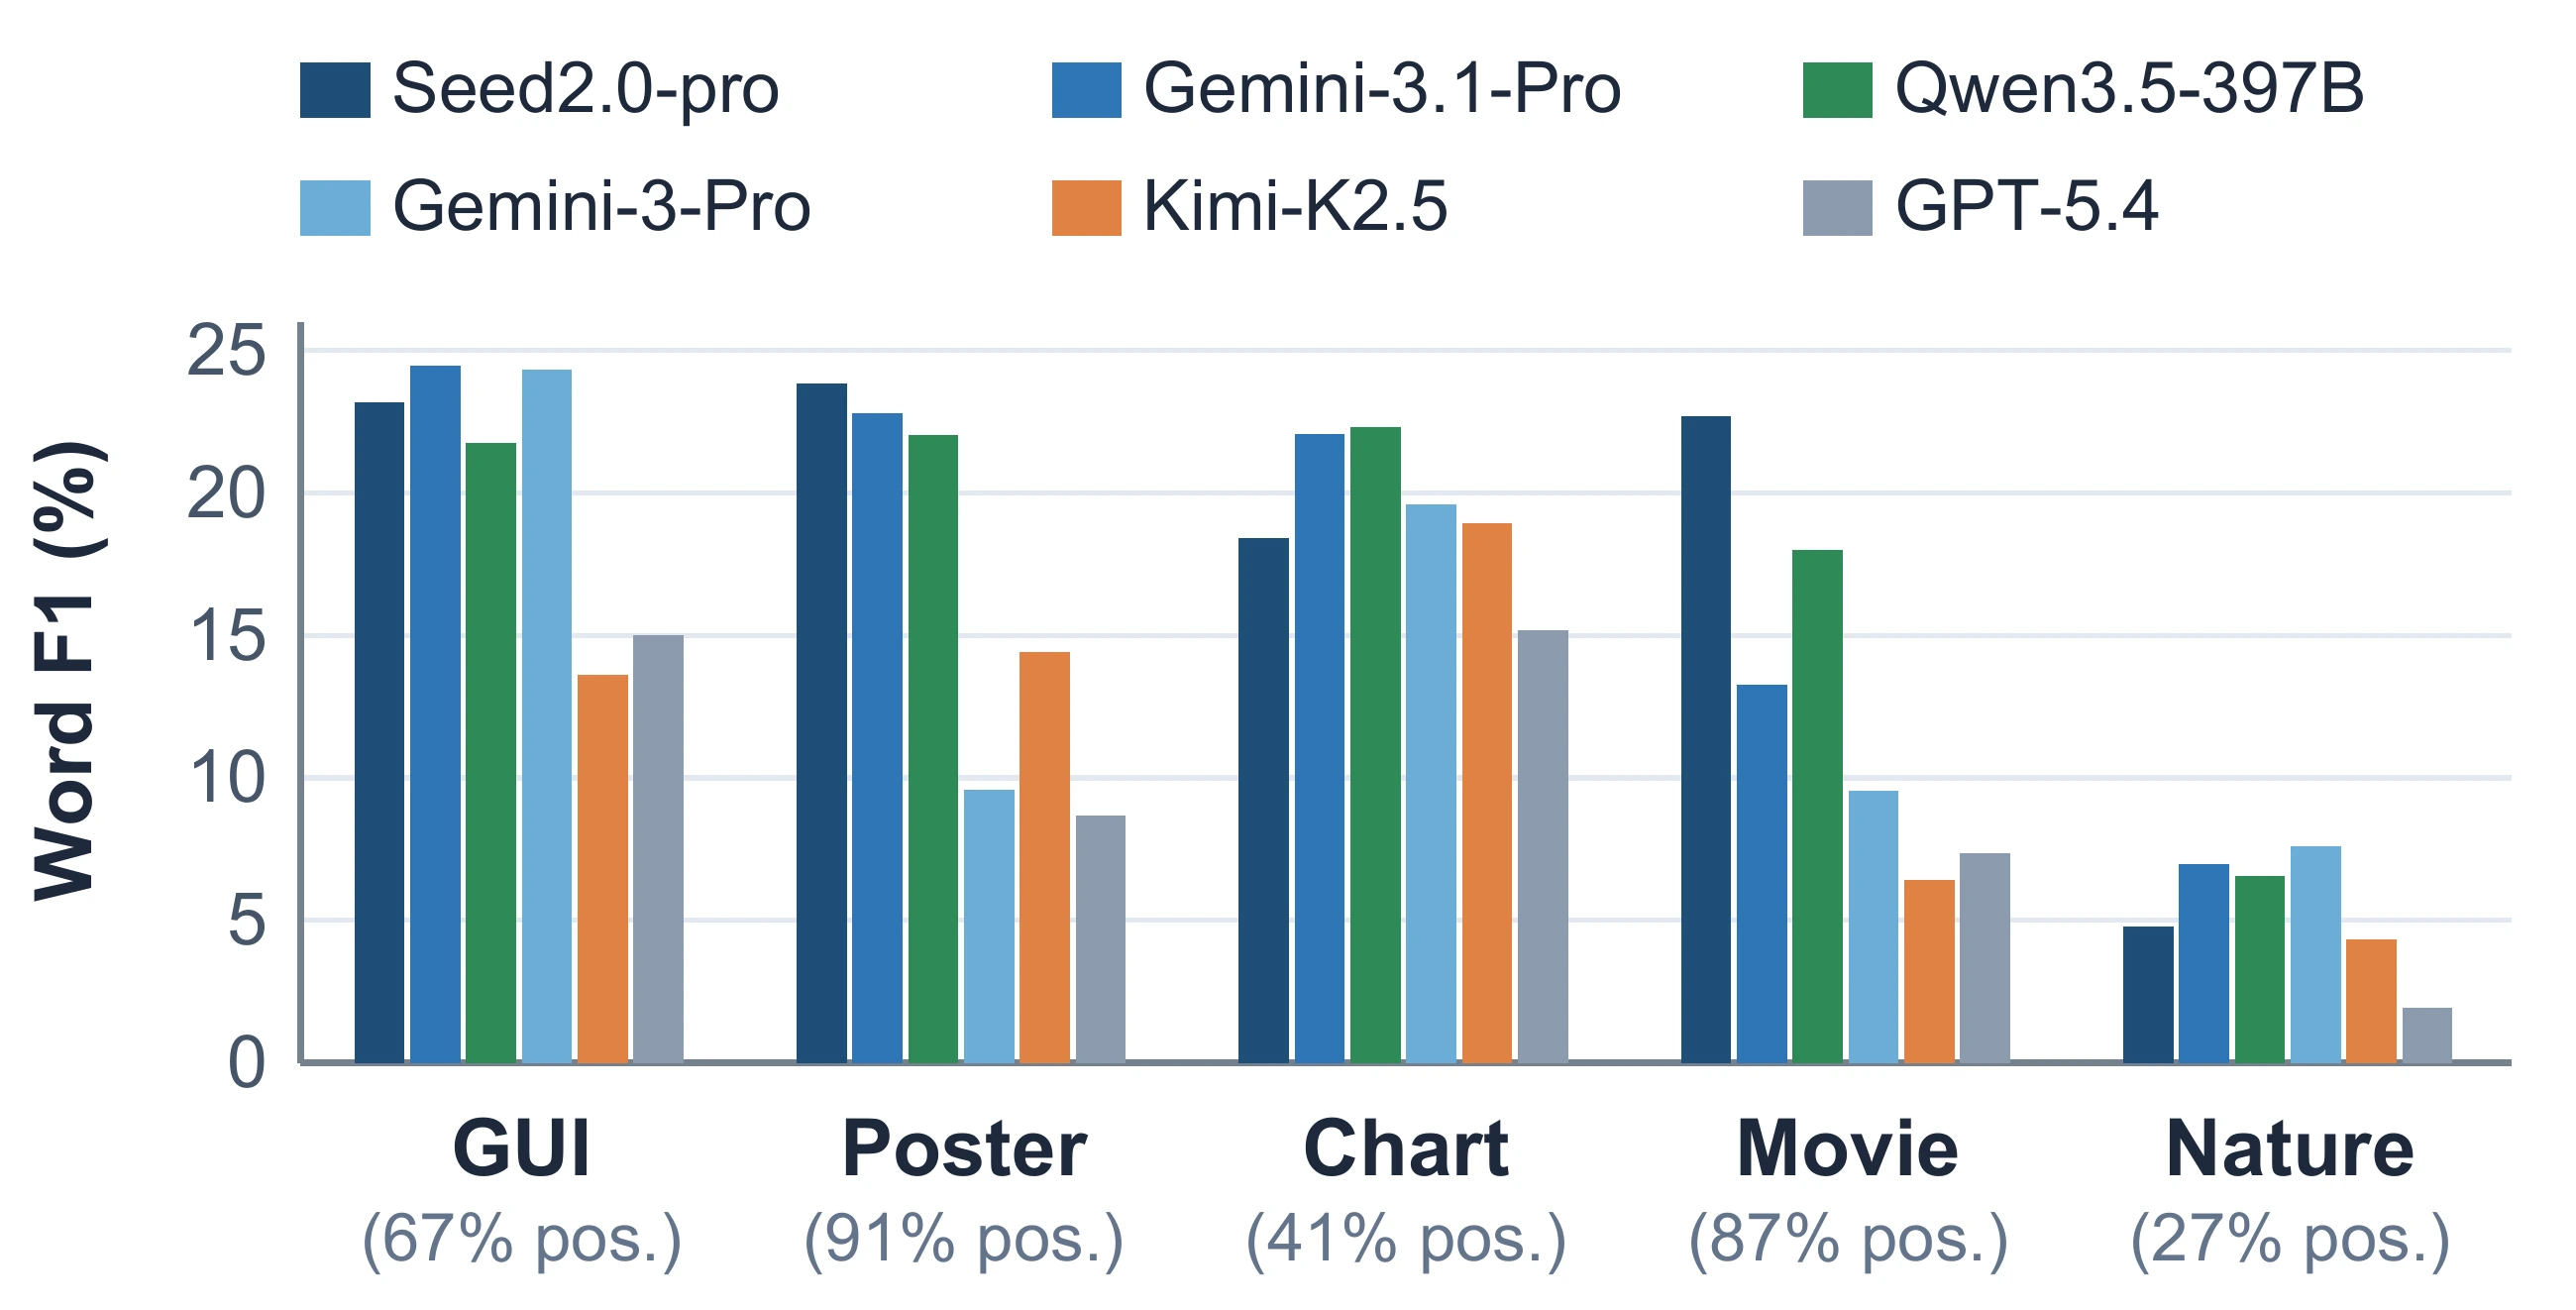 Seed2.0-pro Gemini-3.1-Pro Qwen3.5-397B
Gemini-3-Pro Kimi-K2.5 GPT-5.4
Word F1 (%)
25
20
15
10
5
0
GUI Poster Chart Movie Nature
(67% pos.) (91% pos.) (41% pos.) (87% pos.) (27% pos.)